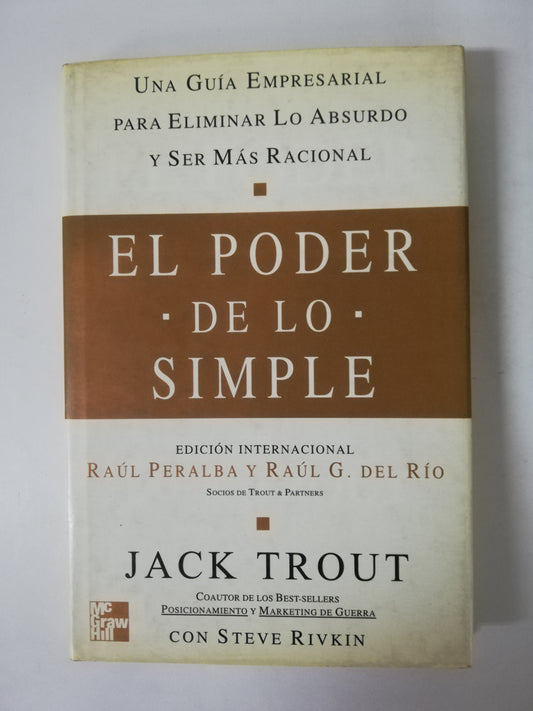 UNA GUÍA EMPRESARIAL
PARA ELIMINAR LO ABSURDO
Y SER MÁS RACIONAL
EL PODER
· DE LO ·
SIMPLE
EDICIÓN INTERNACIONAL
RAÚL PERALBA Y RAÚL G. DEL RÍO
SOCIOS DE TROUT & PARTNERS
JACK TROUT
COAUTOR DE LOS BEST-SELLERS
POSICIONAMIENTO Y MARKETING DE GUERRA
CON STEVE RIVKIN
Mc
Graw
Hill